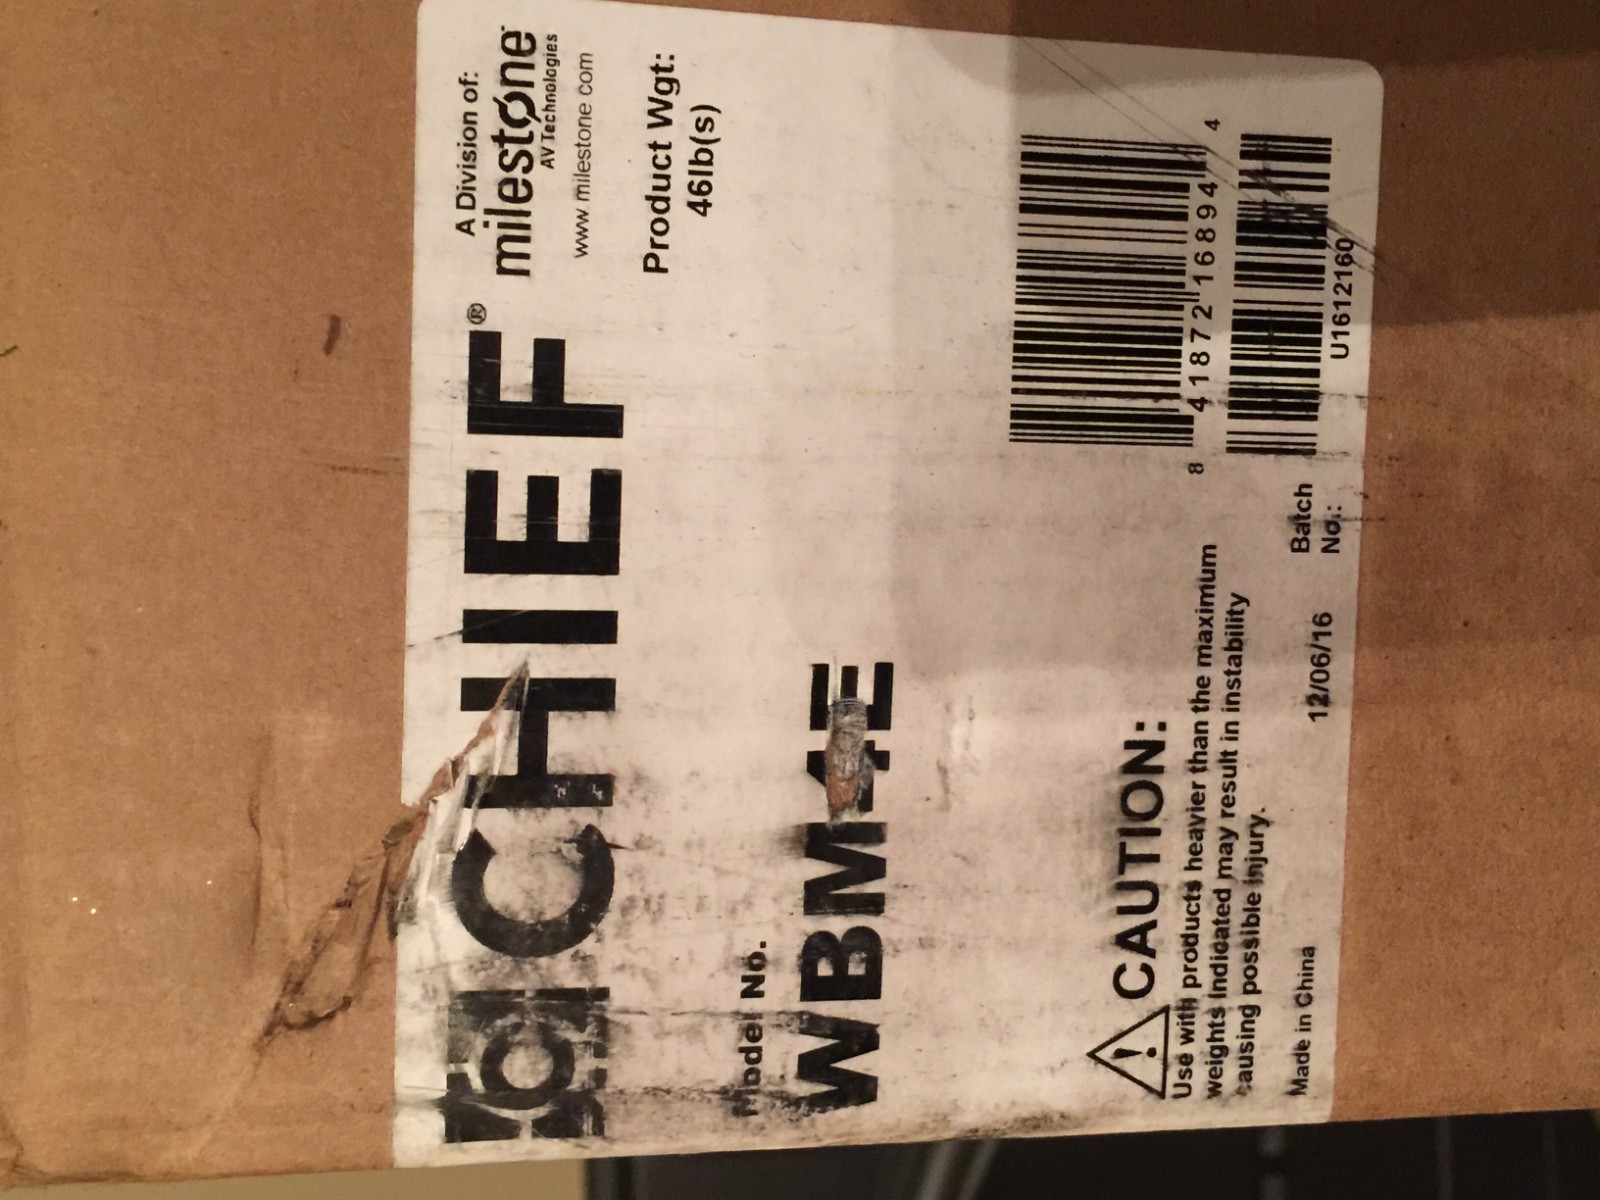 CHIEF®
A Division of:
milestone
AV Technologies
www.milestone.com
Product Wgt:
46lb(s)
Model No.
WBM4E
CAUTION:
Use with products heavier than the maximum
weights indicated may result in instability
causing possible injury.
8 41872 16894 4
Made in China
12/06/16
Batch
No.:
U1612160